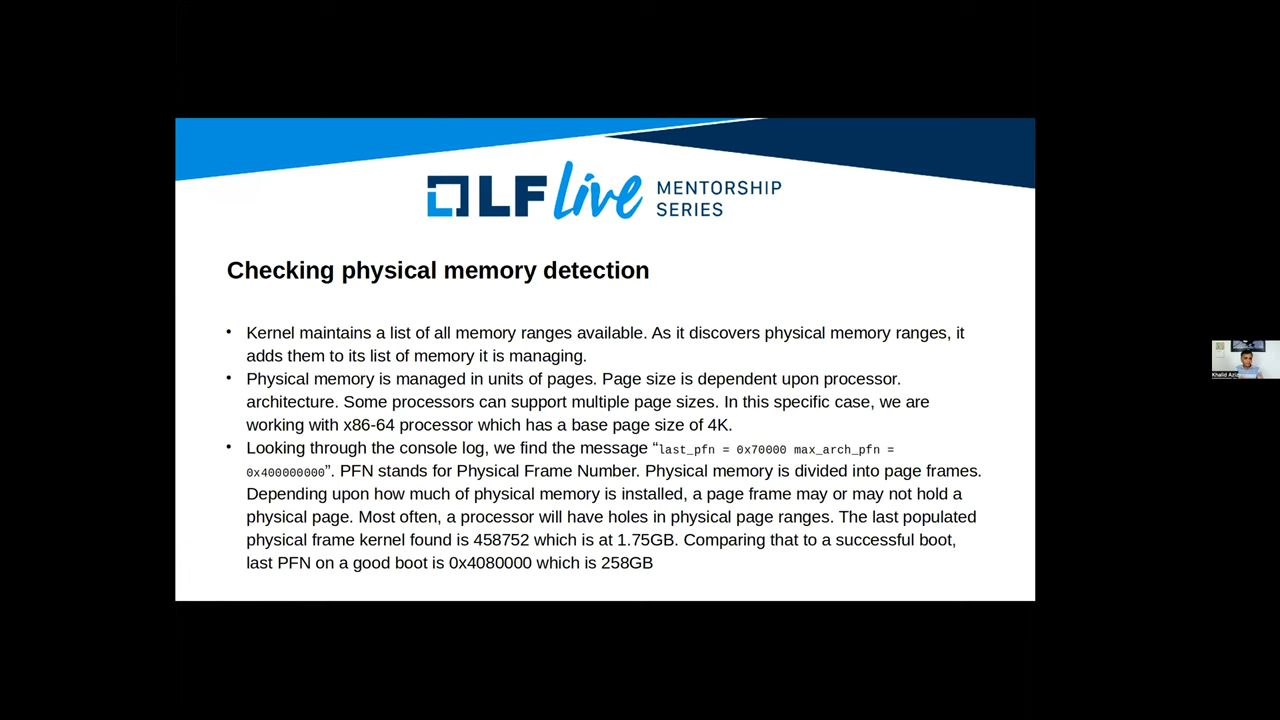 LF Live MENTORSHIP
SERIES
Checking physical memory detection
• Kernel maintains a list of all memory ranges available. As it discovers physical memory ranges, it
adds them to its list of memory it is managing.
• Physical memory is managed in units of pages. Page size is dependent upon processor.
architecture. Some processors can support multiple page sizes. In this specific case, we are
working with x86-64 processor which has a base page size of 4K.
• Looking through the console log, we find the message “last_pfn = 0x70000 max_arch_pfn =
0x400000000”. PFN stands for Physical Frame Number. Physical memory is divided into page frames.
Depending upon how much of physical memory is installed, a page frame may or may not hold a
physical page. Most often, a processor will have holes in physical page ranges. The last populated
physical frame kernel found is 458752 which is at 1.75GB. Comparing that to a successful boot,
last PFN on a good boot is 0x4080000 which is 258GB
Khalid Aziz